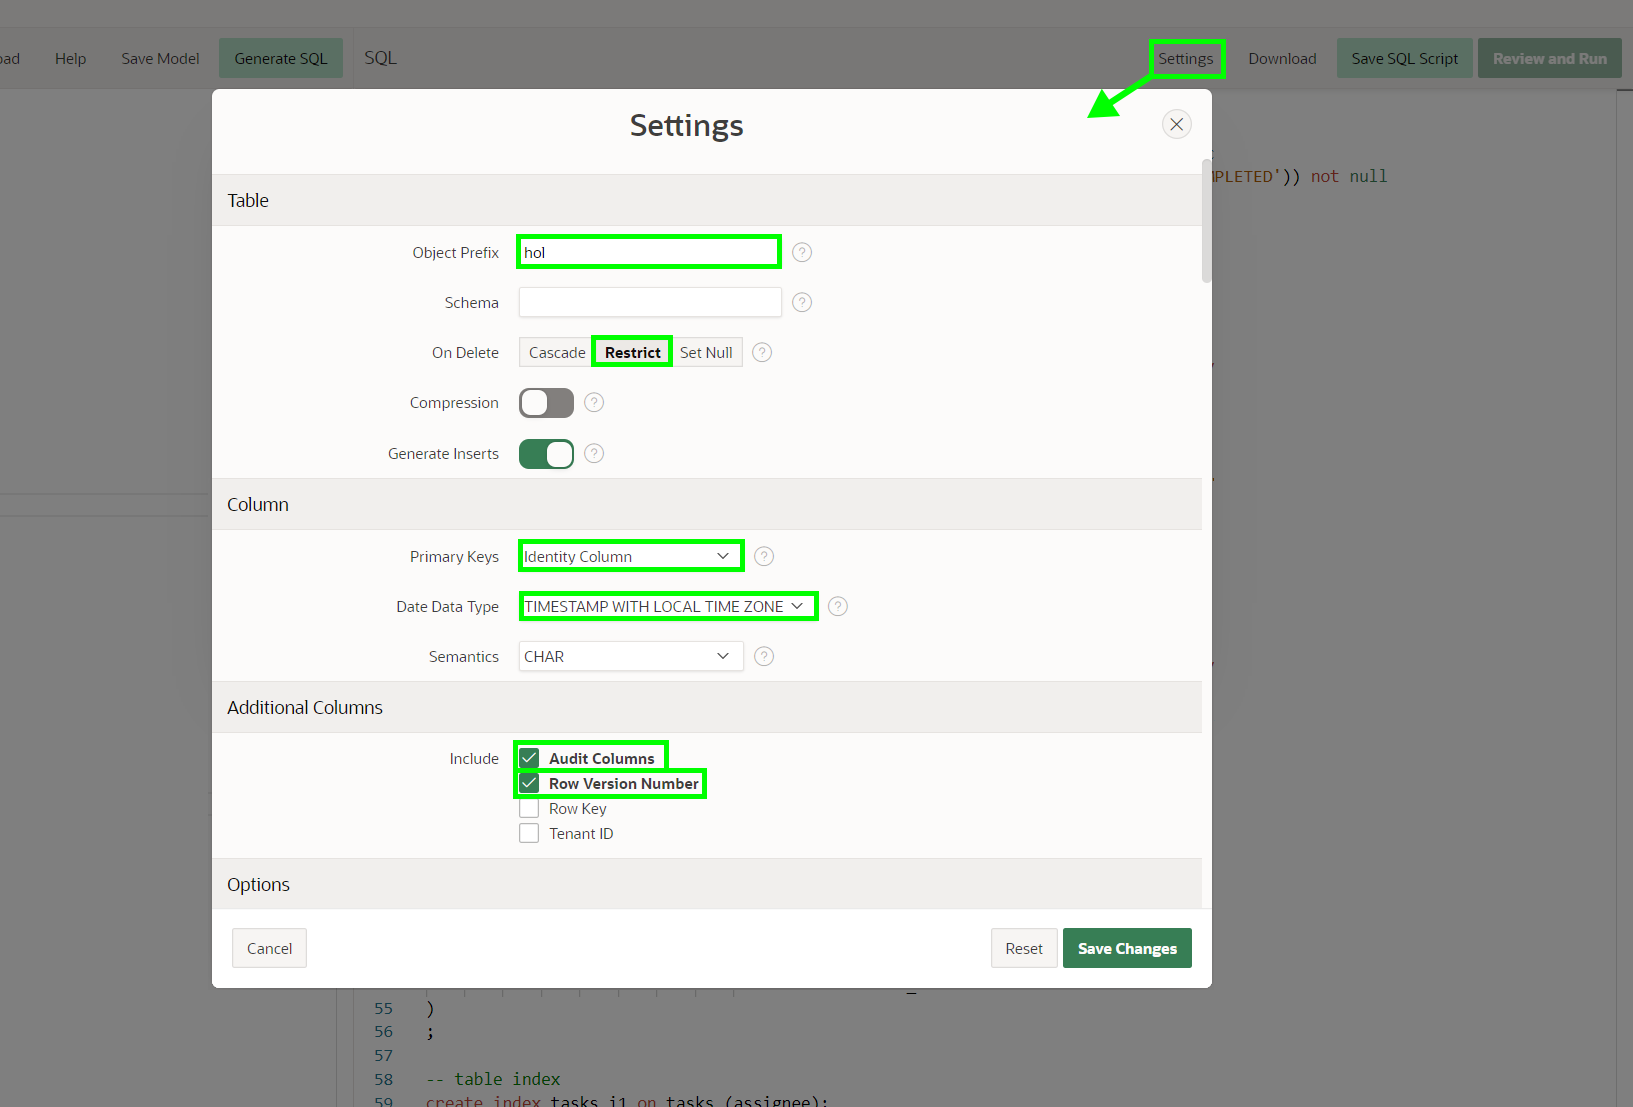 oad Help Save Model Generate SQL SQL Settings Download Save SQL Script Review and Run
Settings
MPLETED')) not null
Table
Object Prefix hol ?
Schema ?
On Delete Cascade Restrict Set Null ?
Compression ?
Generate Inserts ?
Column
Primary Keys Identity Column ?
Date Data Type TIMESTAMP WITH LOCAL TIME ZONE ?
Semantics CHAR ?
Additional Columns
Include Audit Columns
Row Version Number
Row Key
Tenant ID
Options
Cancel Reset Save Changes
55 )
56 ;
57
58 -- table index
59 create index tasks_i1 on tasks (assignee);